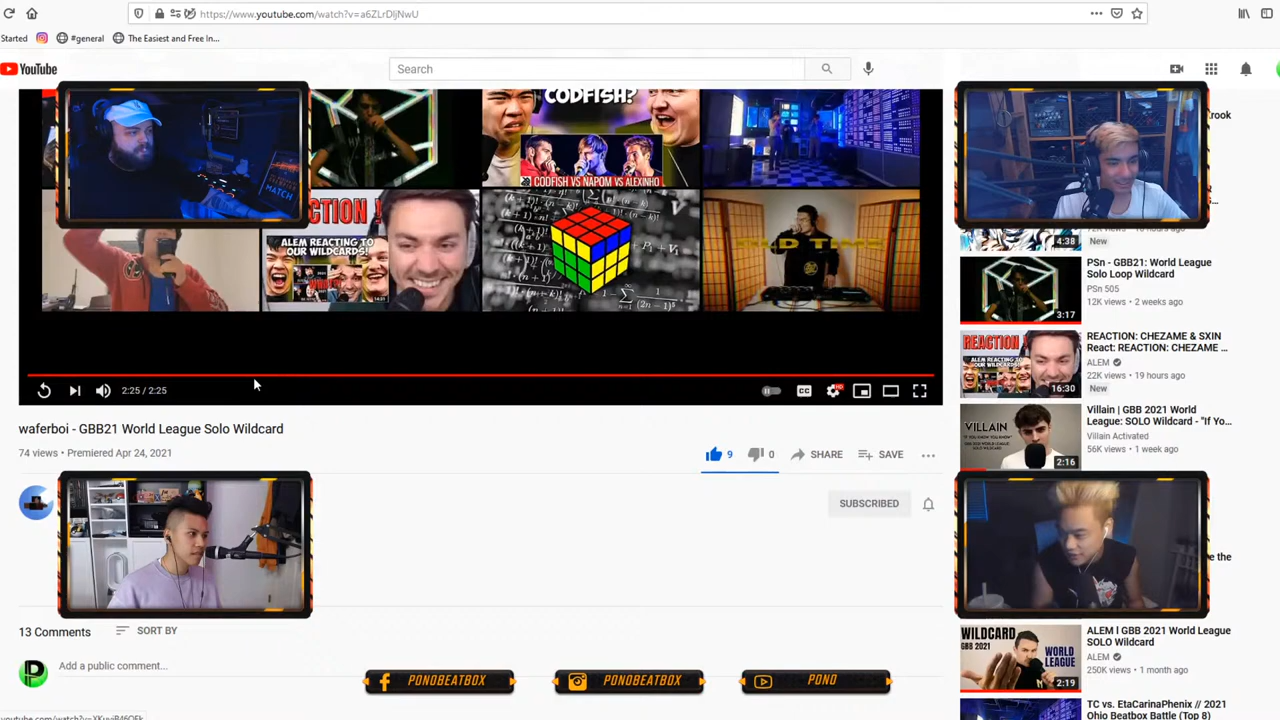 https://www.youtube.com/watch?v=a6ZLrDljNwU
Started
#general
The Easiest and Free In...
YouTube
Search
CODFISH?
CODFISH VS NAPOM VS ALEXINHO
MATCH
ALEM REACTING TO
OUR WILDCARDS!
OLD TIME
2:25 / 2:25
CC
HD
waferboi - GBB21 World League Solo Wildcard
74 views • Premiered Apr 24, 2021
9
0
SHARE
SAVE
SUBSCRIBED
13 Comments
SORT BY
Add a public comment...
PONOBEATBOX
PONOBEATBOX
PONO
4:38
New
PSn - GBB21: World League
Solo Loop Wildcard
PSn 505
12K views • 2 weeks ago
3:17
REACTION: CHEZAME & SXIN
React: REACTION: CHEZAME ...
ALEM
22K views • 19 hours ago
New
16:30
REACTION
Villain | GBB 2021 World
League: SOLO Wildcard - "If Yo...
Villain Activated
56K views • 1 week ago
VILLAIN
2:16
the
WILDCARD
GBB 2021
WORLD
LEAGUE
2:19
ALEM l GBB 2021 World League
SOLO Wildcard
ALEM
250K views • 1 month ago
TC vs. EtaCarinaPhenix // 2021
Ohio Beatbox Battle (Top 8)